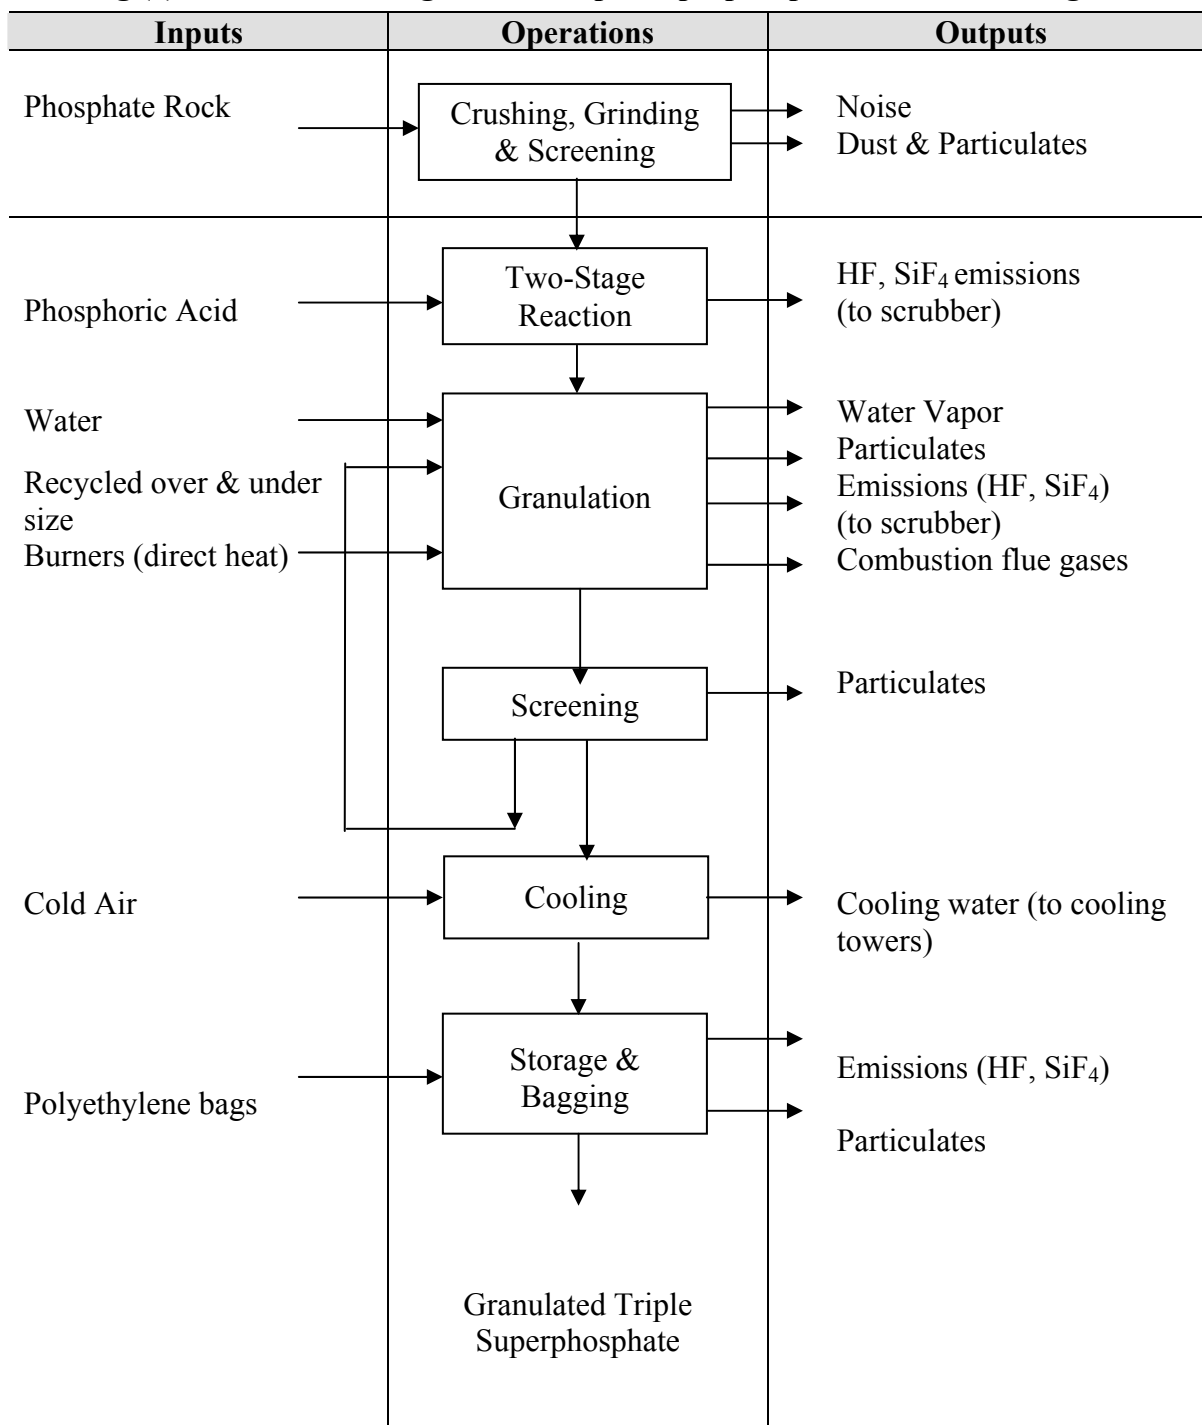 Inputs
Operations
Outputs
Phosphate Rock
Crushing, Grinding
& Screening
Noise
Dust & Particulates
Phosphoric Acid
Two-Stage
Reaction
HF, SiF₄ emissions
(to scrubber)
Water
Recycled over & under
size
Burners (direct heat)
Granulation
Water Vapor
Particulates
Emissions (HF, SiF₄)
(to scrubber)
Combustion flue gases
Screening
Particulates
Cold Air
Cooling
Cooling water (to cooling
towers)
Polyethylene bags
Storage &
Bagging
Emissions (HF, SiF₄)
Particulates
Granulated Triple
Superphosphate